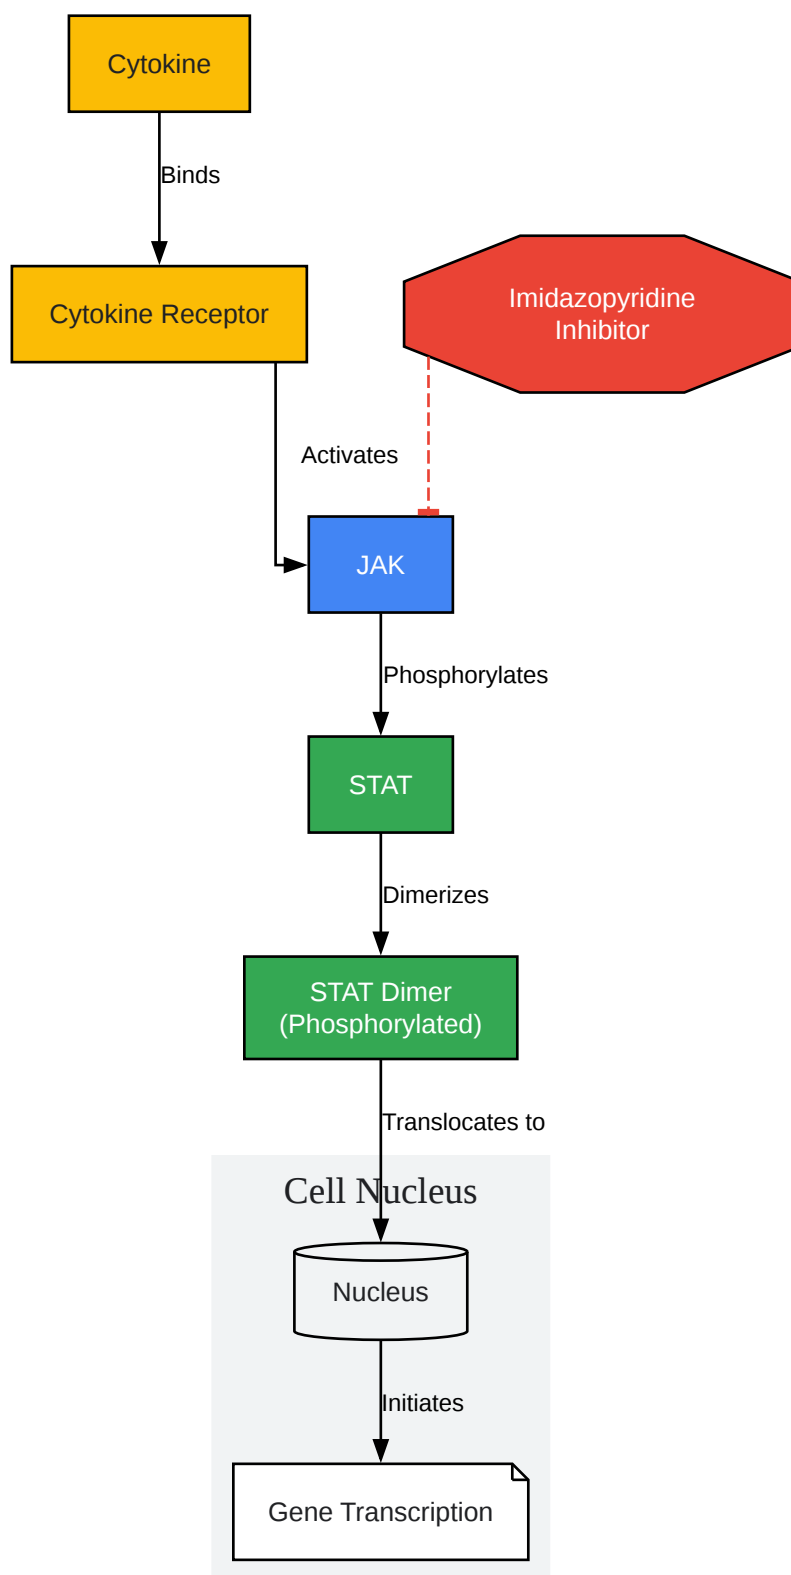 Cytokine
Binds
Cytokine Receptor
Imidazopyridine
Inhibitor
Activates
JAK
Phosphorylates
STAT
Dimerizes
STAT Dimer
(Phosphorylated)
Translocates to
Cell Nucleus
Nucleus
Initiates
Gene Transcription